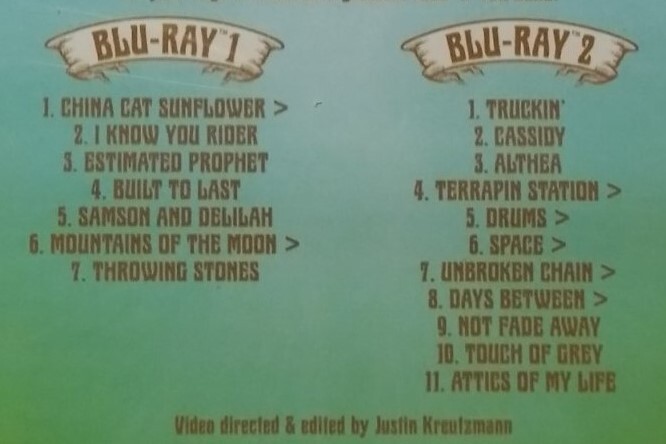 BLU-RAY™ 1
1. CHINA CAT SUNFLOWER >
2. I KNOW YOU RIDER
3. ESTIMATED PROPHET
4. BUILT TO LAST
5. SAMSON AND DELILAH
6. MOUNTAINS OF THE MOON >
7. THROWING STONES
BLU-RAY™ 2
1. TRUCKIN'
2. CASSIDY
3. ALTHEA
4. TERRAPIN STATION >
5. DRUMS >
6. SPACE >
7. UNBROKEN CHAIN >
8. DAYS BETWEEN >
9. NOT FADE AWAY
10. TOUCH OF GREY
11. ATTICS OF MY LIFE
Video directed & edited by Justin Kreutzmann